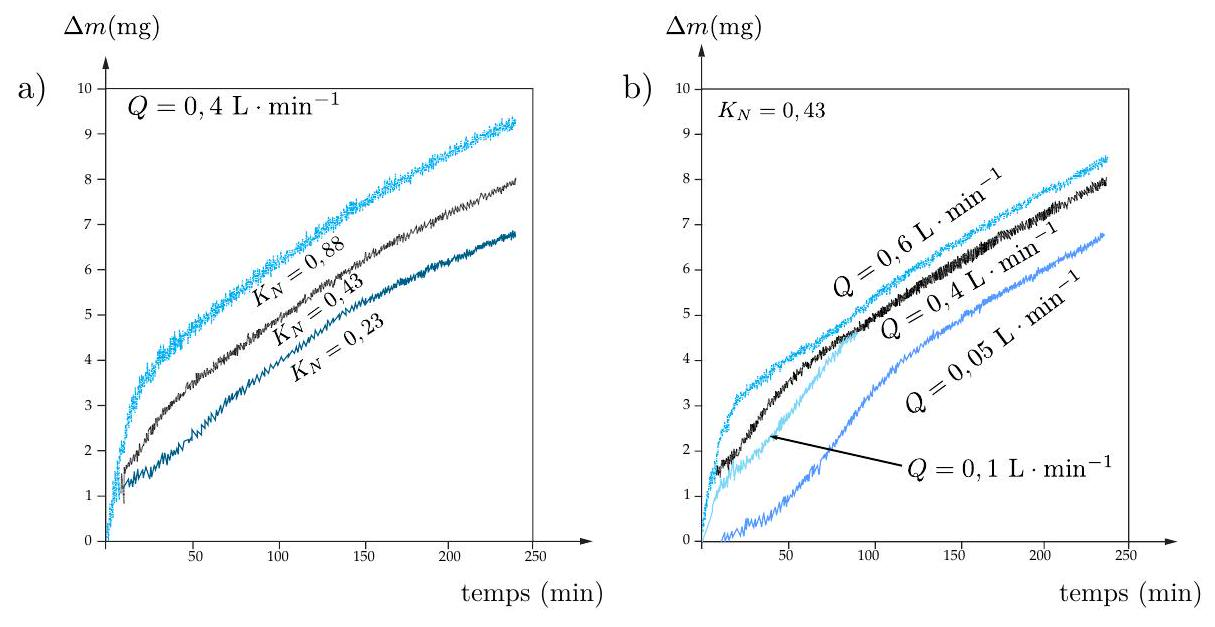 a)
Δm(mg)
Q = 0,4 L · min⁻¹
10
9
8
7
6
5
4
3
2
1
0
K_N = 0,88
K_N = 0,43
K_N = 0,23
50
100
150
200
250
temps (min)
b)
Δm(mg)
K_N = 0,43
10
9
8
7
6
5
4
3
2
1
0
Q = 0,6 L · min⁻¹
Q = 0,4 L · min⁻¹
Q = 0,05 L · min⁻¹
Q = 0,1 L · min⁻¹
50
100
150
200
250
temps (min)